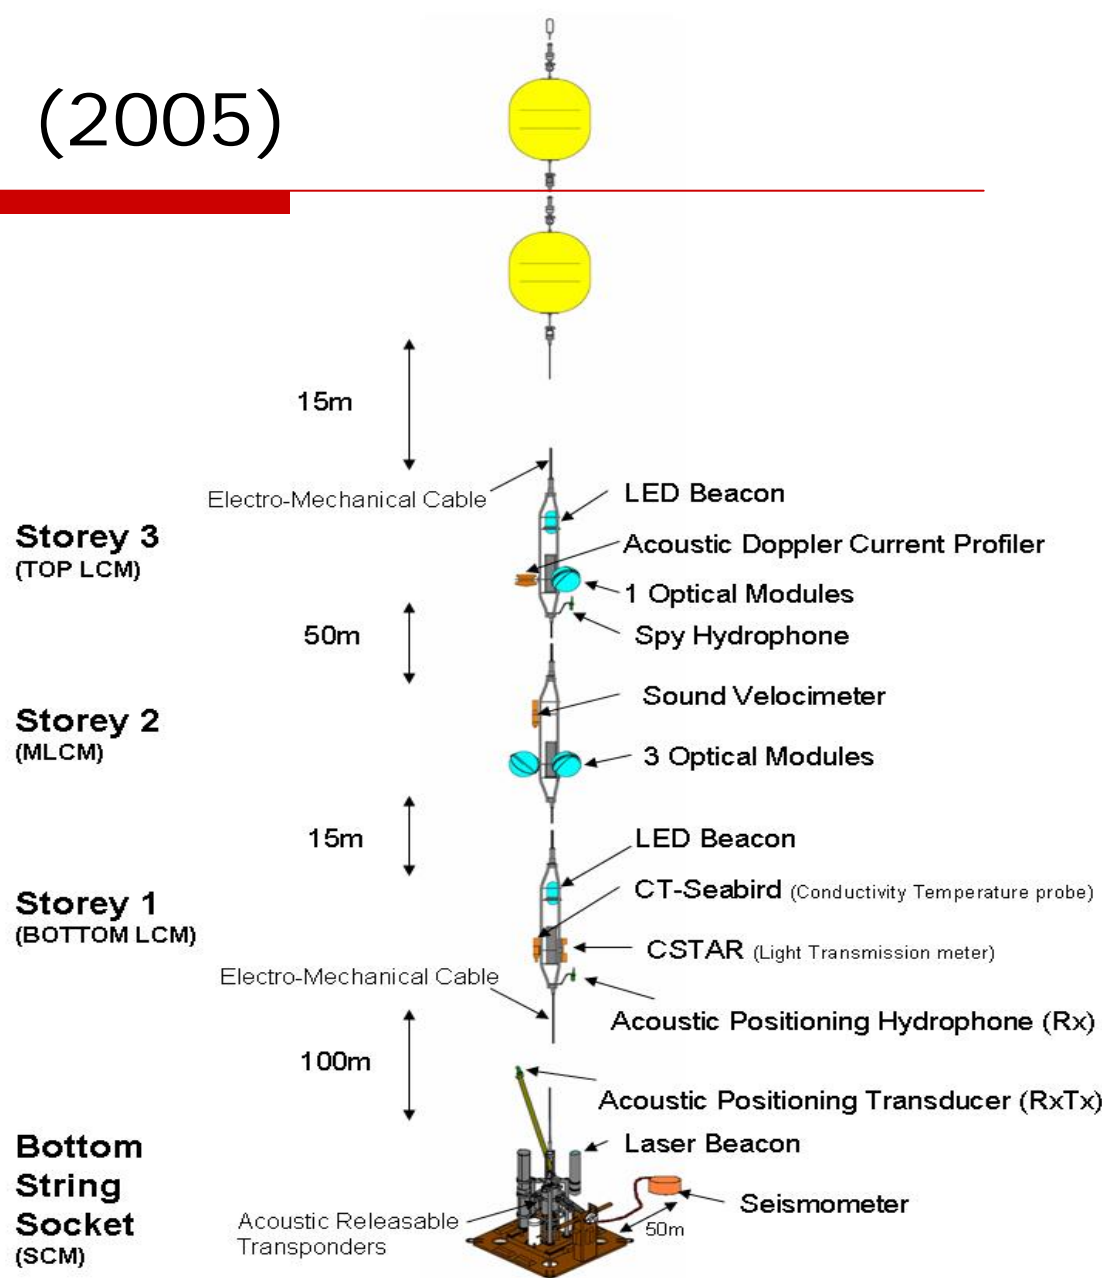 (2005)
15m
Electro-Mechanical Cable
LED Beacon
Storey 3
(TOP LCM)
Acoustic Doppler Current Profiler
1 Optical Modules
Spy Hydrophone
50m
Sound Velocimeter
Storey 2
(MLCM)
3 Optical Modules
15m
LED Beacon
Storey 1
(BOTTOM LCM)
CT-Seabird (Conductivity Temperature probe)
CSTAR (Light Transmission meter)
Electro-Mechanical Cable
Acoustic Positioning Hydrophone (Rx)
100m
Acoustic Positioning Transducer (RxTx)
Bottom
String
Socket
(SCM)
Laser Beacon
Seismometer
50m
Acoustic Releasable
Transponders